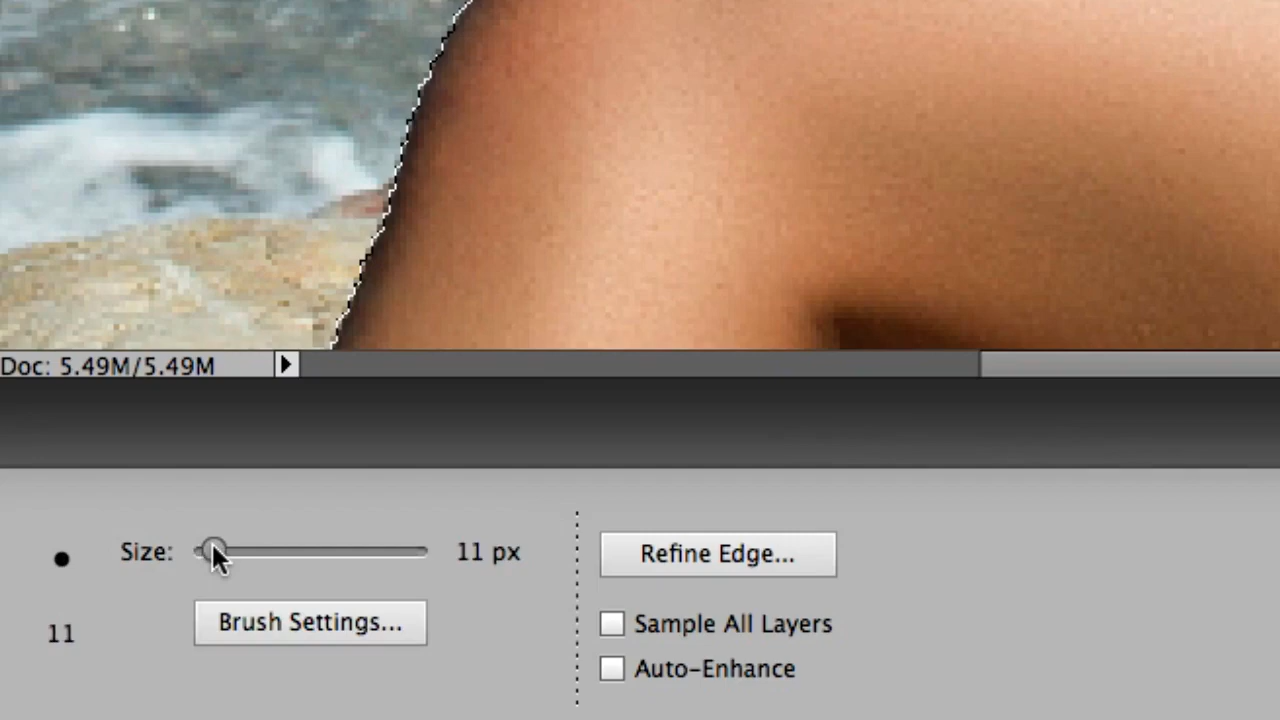 Doc: 5.49M/5.49M
Size: 11 px Refine Edge...
11 Brush Settings... Sample All Layers
Auto-Enhance